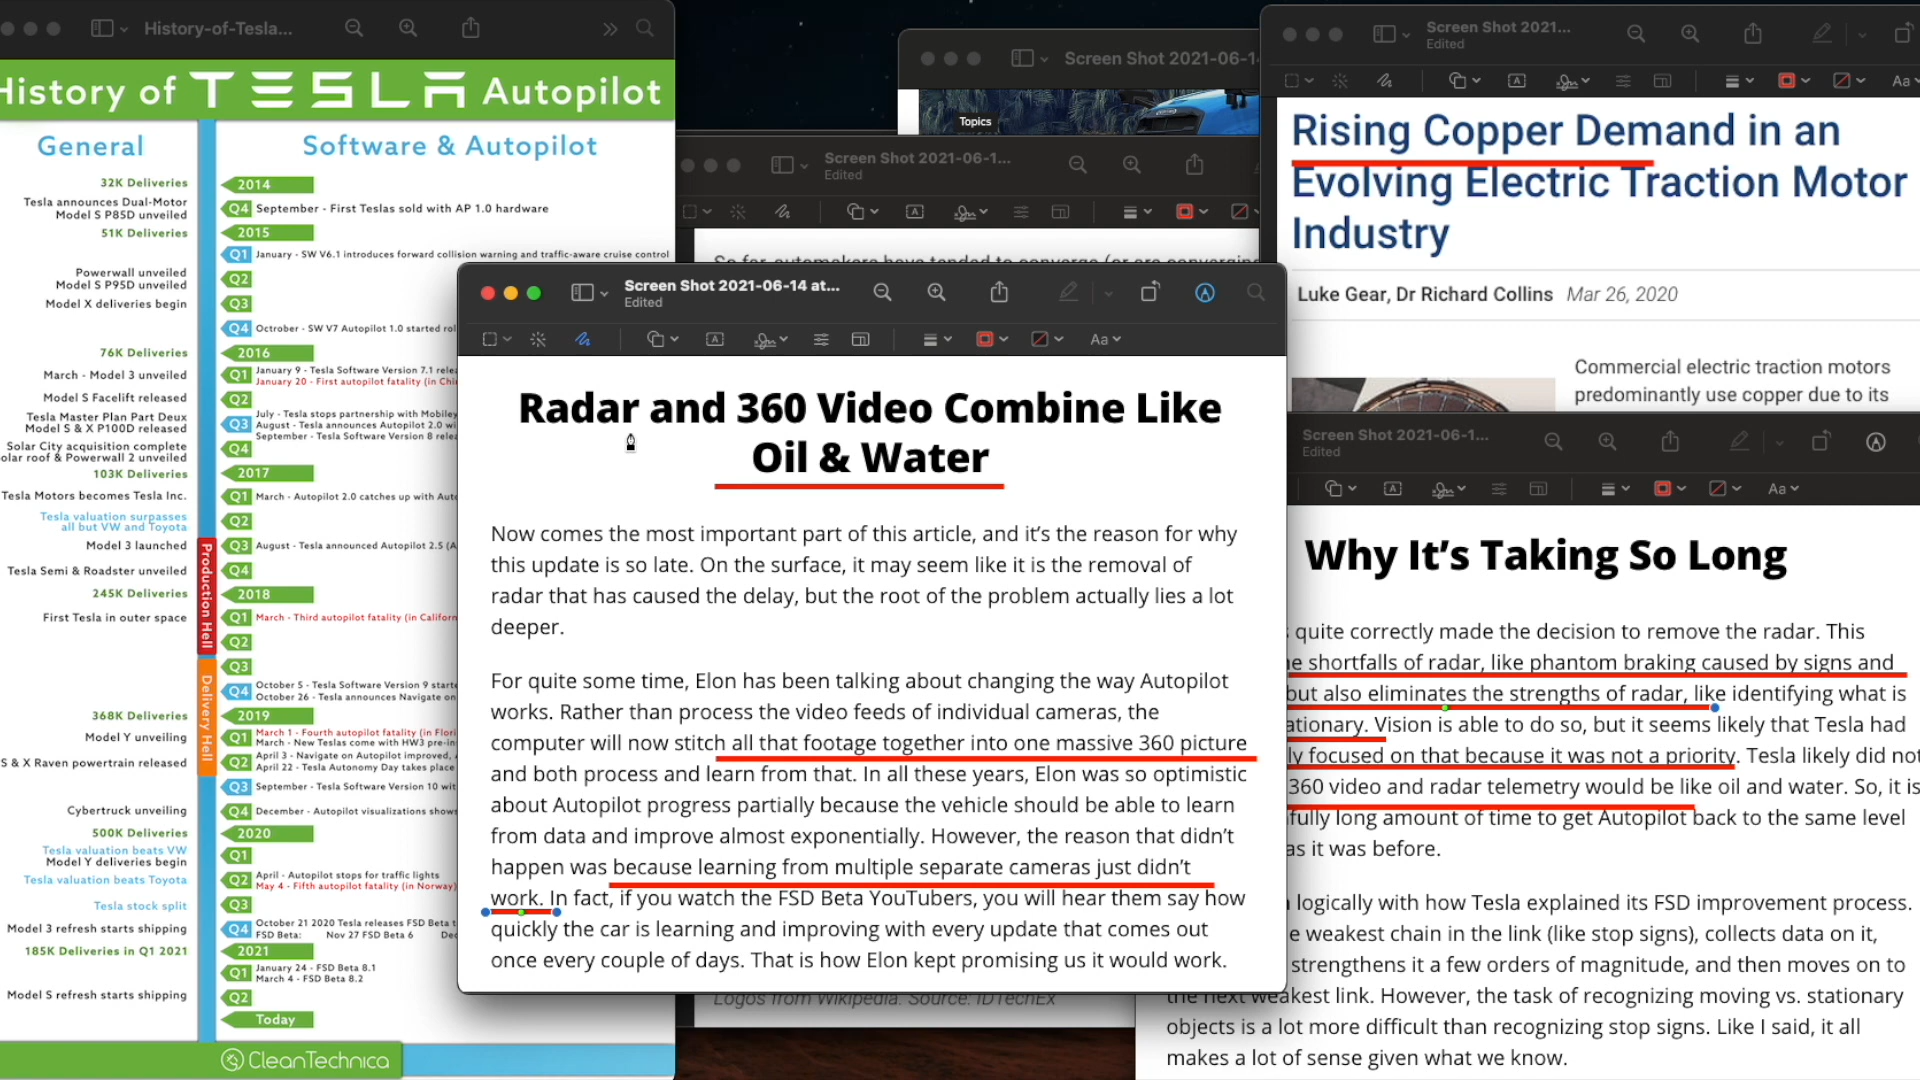 History-of-Tesla...
History of TESLA Autopilot
General
Software & Autopilot
32K Deliveries
2014
Tesla announces Dual-Motor
Model S P85D unveiled
Q4 September - First Teslas sold with AP 1.0 hardware
51K Deliveries
2015
Q1 January - SW V6.1 introduces forward collision warning and traffic-aware cruise control
Powerwall unveiled
Model S P95D unveiled
Q2
Model X deliveries begin
Q3
Q4 Octrober - SW V7 Autopilot 1.0 started rol
76K Deliveries
2016
March - Model 3 unveiled
Q1 January 9 - Tesla Software Version 7.1 relea
January 20 - First autopilot fatality (in Chi
Model S Facelift released
Q2
Tesla Master Plan Part Deux
Model S & X P100D released
July - Tesla stops partnership with Mobiley
Q3 August - Tesla announces Autopilot 2.0 wi
September - Tesla Software Version 8 relea
Solar City acquisition complete
olar roof & Powerwall 2 unveiled
Q4
103K Deliveries
2017
Tesla Motors becomes Tesla Inc.
Q1 March - Autopilot 2.0 catches up with Auto
Tesla valuation surpasses
all but VW and Toyota
Q2
Model 3 launched
Q3 August - Tesla announced Autopilot 2.5 (A
Tesla Semi & Roadster unveiled
Q4
Production Hell
245K Deliveries
2018
First Tesla in outer space
Q1 March - Third autopilot fatality (in Californ
Q2
Q3
Q4 October 5 - Tesla Software Version 9 starte
October 26 - Tesla announces Navigate on
Delivery Hell
368K Deliveries
2019
Model Y unveiling
Q1 March 1 - Fourth autopilot fatality (in Flori
March - New Teslas come with HW3 pre-in
S & X Raven powertrain released
Q2 April 3 - Navigate on Autopilot improved,
April 22 - Tesla Autonomy Day takes place
Q3 September - Tesla Software Version 10 wit
Cybertruck unveiling
Q4 December - Autopilot visualizations shows
500K Deliveries
2020
Tesla valuation beats VW
Model Y deliveries begin
Q1
Tesla valuation beats Toyota
Q2 April - Autopilot stops for traffic lights
May 4 - Fifth autopilot fatality (in Norway)
Tesla stock split
Q3
Model 3 refresh starts shipping
Q4 October 21 2020 Tesla releases FSD Beta t
FSD Beta: Nov 27 FSD Beta 6 Dec
185K Deliveries in Q1 2021
2021
Q1 January 24 - FSD Beta 8.1
March 4 - FSD Beta 8.2
Model S refresh starts shipping
Q2
Today
CleanTechnica
Screen Shot 2021-06-14
Topics
Screen Shot 2021-06-1...
Edited
So far, automakers have tended to converge (or are converging
Logos from Wikipedia. Source: IDTechEx
Screen Shot 2021-06-14 at...
Edited
Aa
Radar and 360 Video Combine Like
Oil & Water
Now comes the most important part of this article, and it's the reason for why
this update is so late. On the surface, it may seem like it is the removal of
radar that has caused the delay, but the root of the problem actually lies a lot
deeper.
For quite some time, Elon has been talking about changing the way Autopilot
works. Rather than process the video feeds of individual cameras, the
computer will now stitch all that footage together into one massive 360 picture
and both process and learn from that. In all these years, Elon was so optimistic
about Autopilot progress partially because the vehicle should be able to learn
from data and improve almost exponentially. However, the reason that didn't
happen was because learning from multiple separate cameras just didn't
work. In fact, if you watch the FSD Beta YouTubers, you will hear them say how
quickly the car is learning and improving with every update that comes out
once every couple of days. That is how Elon kept promising us it would work.
Screen Shot 2021...
Edited
Aa
Rising Copper Demand in an
Evolving Electric Traction Motor
Industry
Luke Gear, Dr Richard Collins Mar 26, 2020
Commercial electric traction motors
predominantly use copper due to its
Screen Shot 2021-06-1...
Edited
Aa
Why It's Taking So Long
quite correctly made the decision to remove the radar. This
e shortfalls of radar, like phantom braking caused by signs and
but also eliminates the strengths of radar, like identifying what is
ationary. Vision is able to do so, but it seems likely that Tesla had
ly focused on that because it was not a priority. Tesla likely did not
360 video and radar telemetry would be like oil and water. So, it is
fully long amount of time to get Autopilot back to the same level
as it was before.
logically with how Tesla explained its FSD improvement process.
e weakest chain in the link (like stop signs), collects data on it,
strengthens it a few orders of magnitude, and then moves on to
the next weakest link. However, the task of recognizing moving vs. stationary
objects is a lot more difficult than recognizing stop signs. Like I said, it all
makes a lot of sense given what we know.